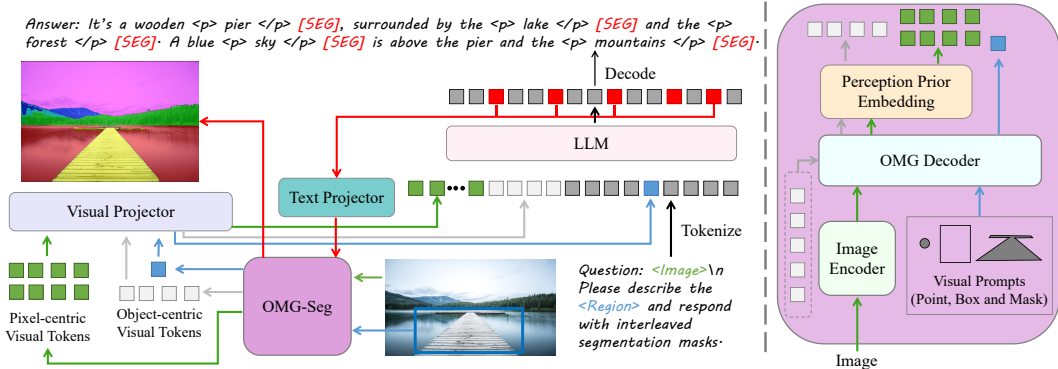 Answer: It's a wooden <p> pier </p> [SEG], surrounded by the <p> lake </p> [SEG] and the <p>
forest </p> [SEG]. A blue <p> sky </p> [SEG] is above the pier and the <p> mountains </p> [SEG].
Decode
LLM
Text Projector
Visual Projector
Tokenize
Pixel-centric
Visual Tokens
Object-centric
Visual Tokens
OMG-Seg
Question: <Image>\n
Please describe the
<Region> and respond
with interleaved
segmentation masks.
Perception Prior
Embedding
OMG Decoder
Image
Encoder
Visual Prompts
(Point, Box and Mask)
Image